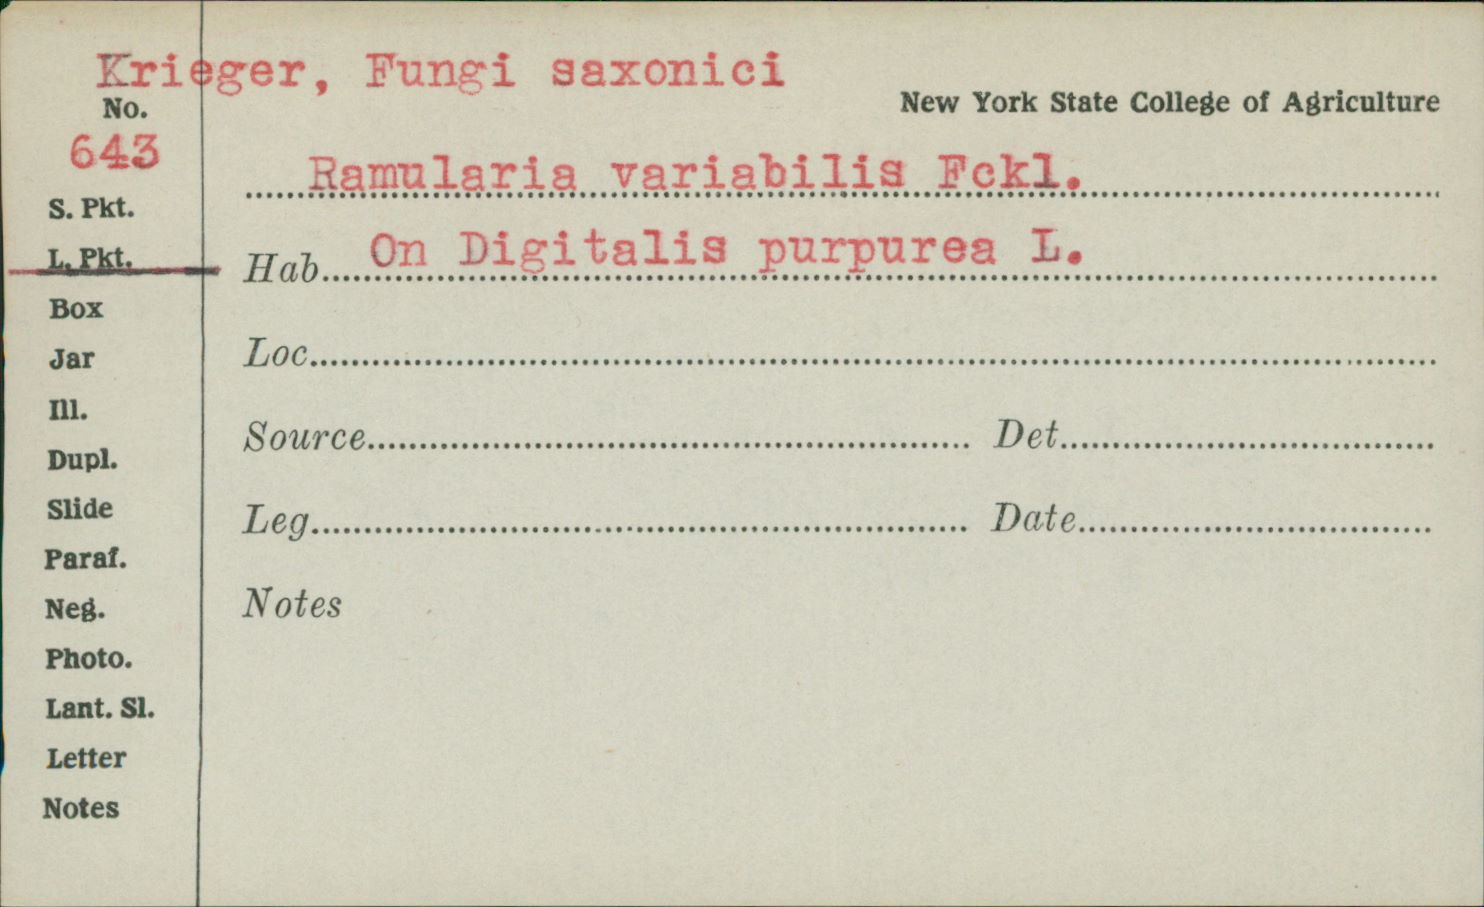 Krieger, Fungi saxonici
No.
New York State College of Agriculture
643
Ramularia variabilis Fckl.
S. Pkt.
L. Pkt.
Hab. On Digitalis purpurea L.
Box
Loc.
Jar
Ill.
Source Det.
Dupl.
Slide
Leg. Date
Paraf.
Neg.
Notes
Photo.
Lant. Sl.
Letter
Notes